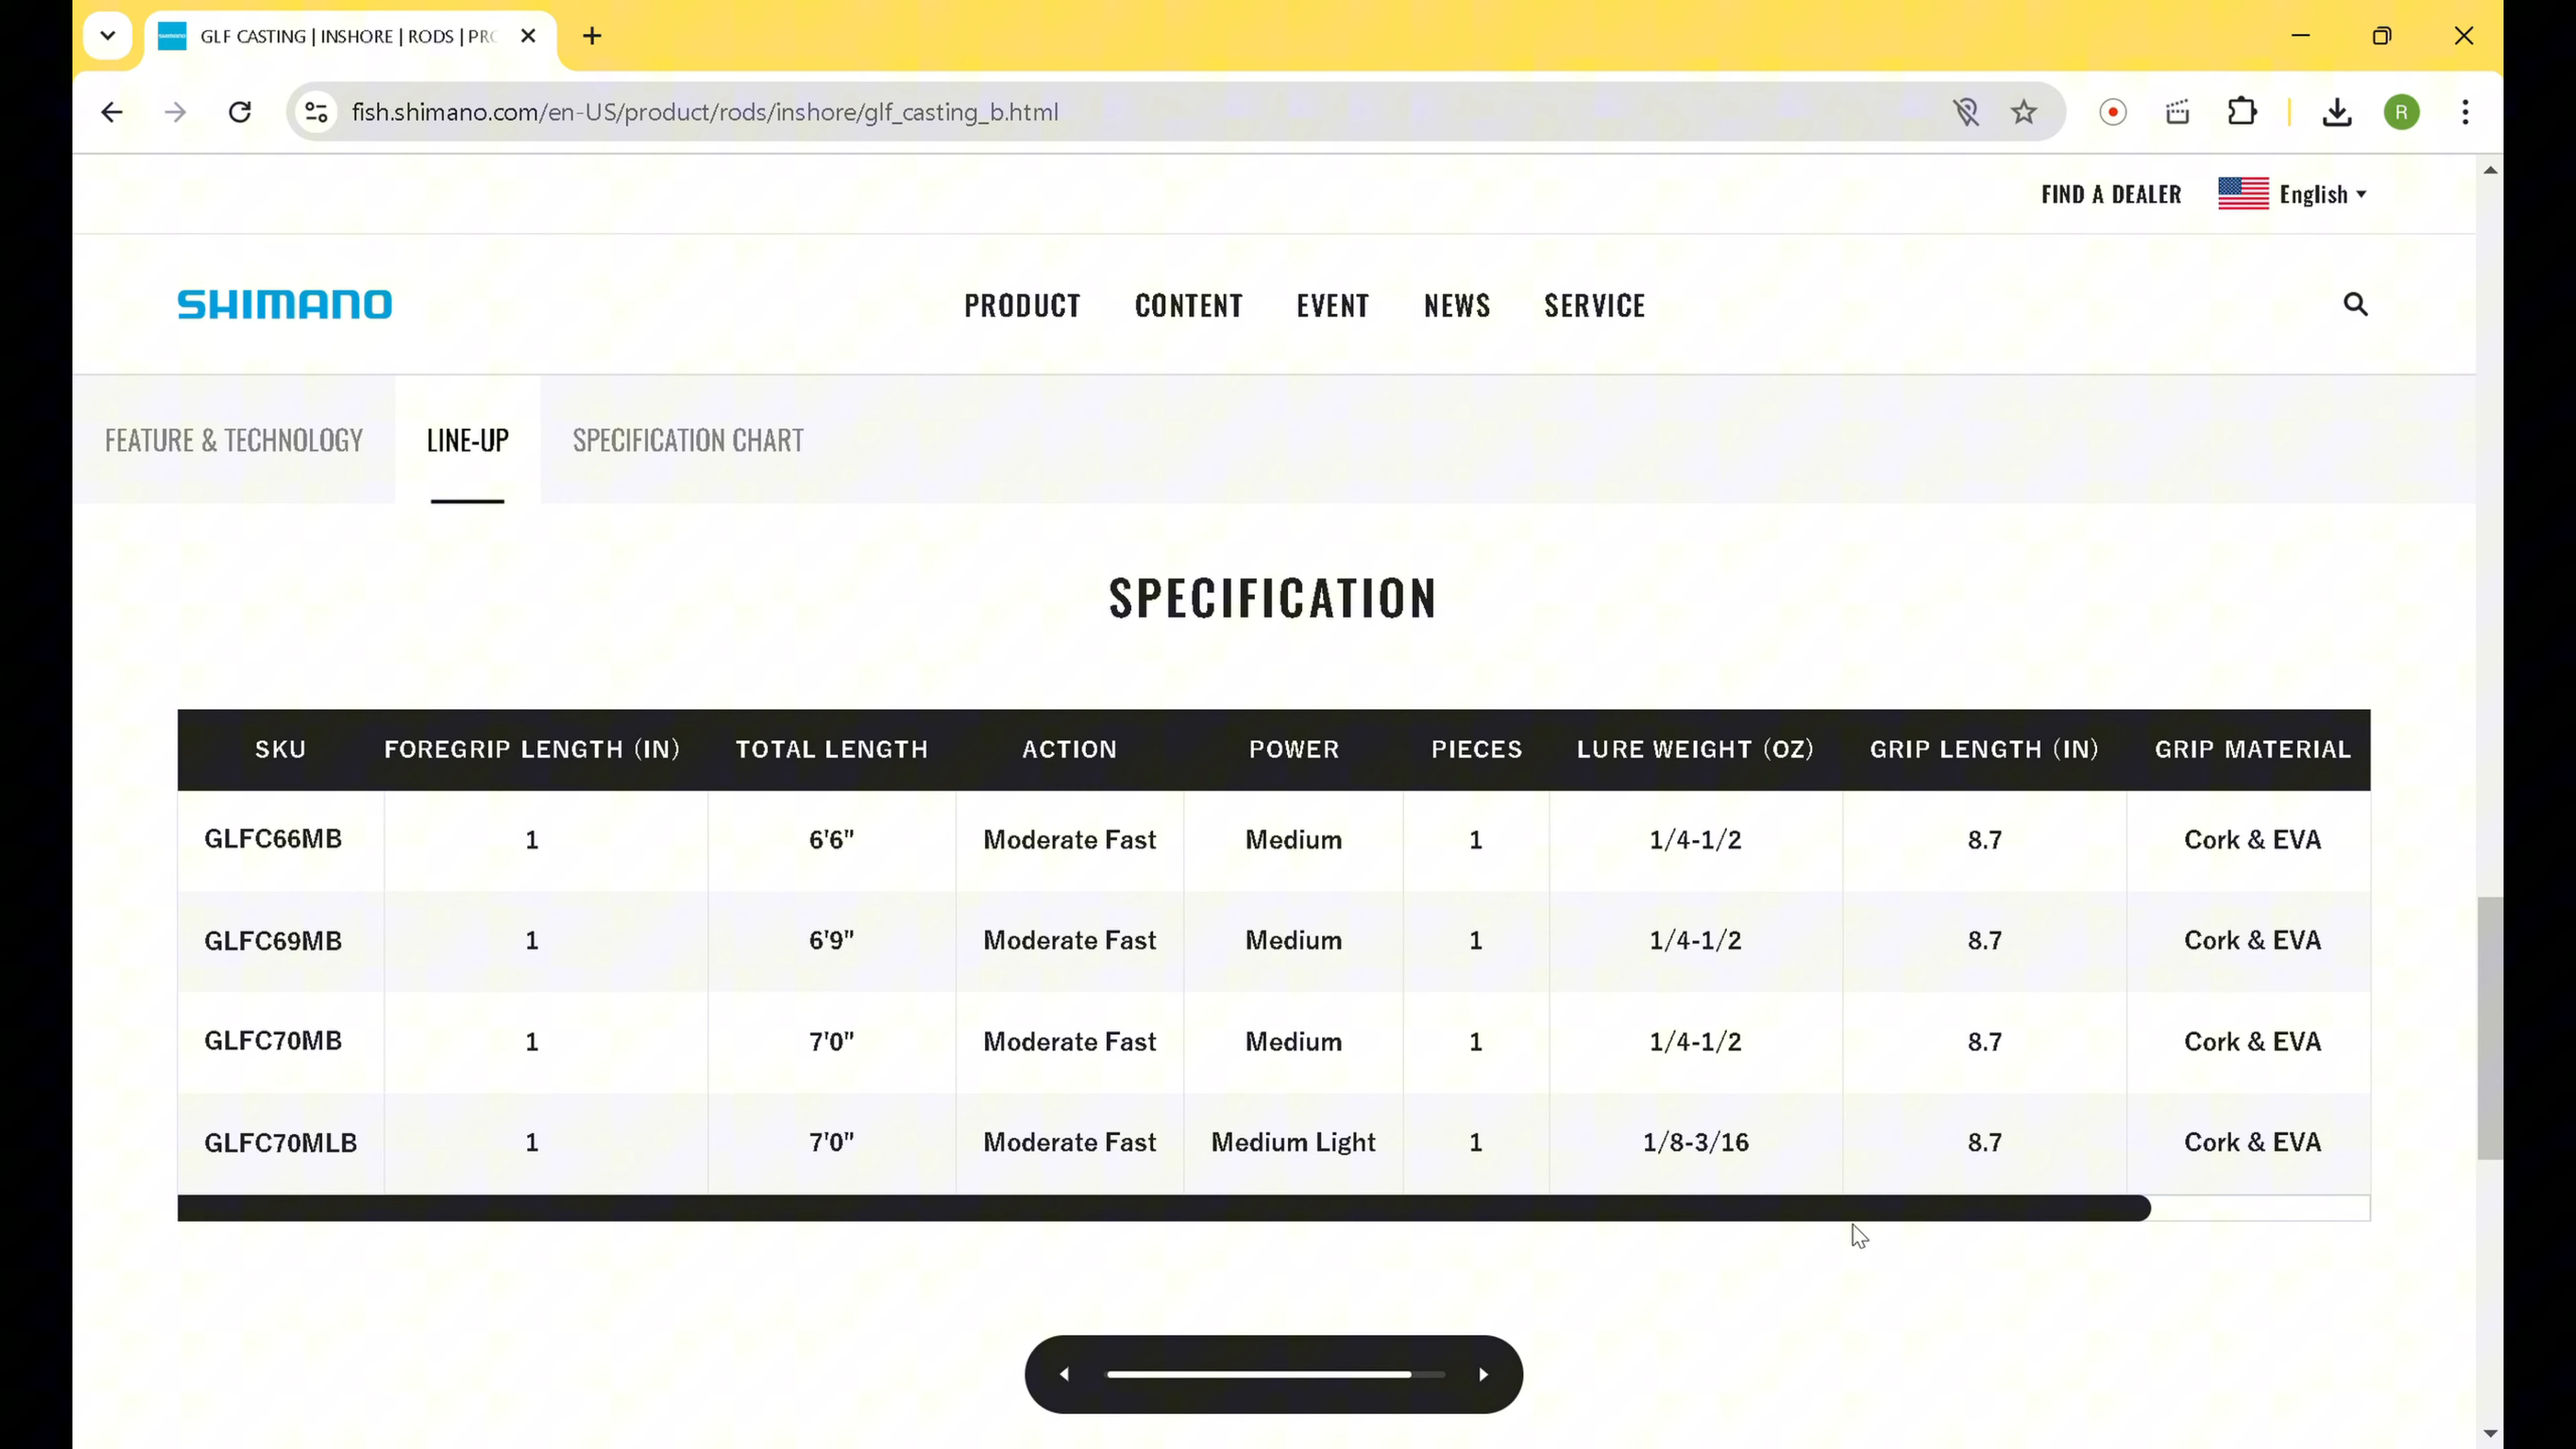 GLF CASTING | INSHORE | RODS | PRO
fish.shimano.com/en-US/product/rods/inshore/glf_casting_b.html
R
FIND A DEALER English
SHIMANO PRODUCT CONTENT EVENT NEWS SERVICE
FEATURE & TECHNOLOGY LINE-UP SPECIFICATION CHART
SPECIFICATION
SKU FOREGRIP LENGTH (IN) TOTAL LENGTH ACTION POWER PIECES LURE WEIGHT (OZ) GRIP LENGTH (IN) GRIP MATERIAL
GLFC66MB 1 6'6" Moderate Fast Medium 1 1/4-1/2 8.7 Cork & EVA
GLFC69MB 1 6'9" Moderate Fast Medium 1 1/4-1/2 8.7 Cork & EVA
GLFC70MB 1 7'0" Moderate Fast Medium 1 1/4-1/2 8.7 Cork & EVA
GLFC70MLB 1 7'0" Moderate Fast Medium Light 1 1/8-3/16 8.7 Cork & EVA